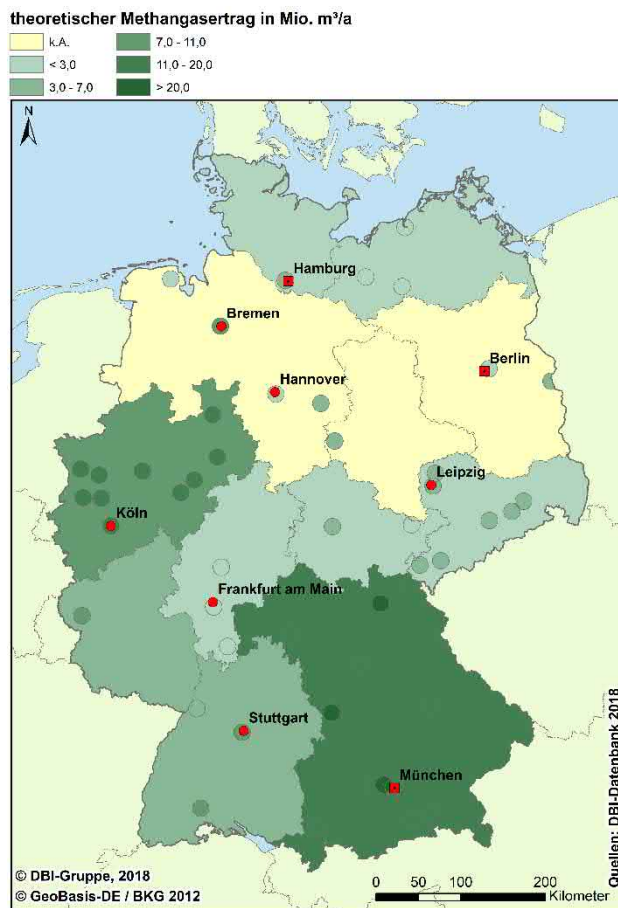 theoretischer Methangasertrag in Mio. m³/a
k.A.
< 3,0
3,0 - 7,0
7,0 - 11,0
11,0 - 20,0
> 20,0
N
Hamburg
Bremen
Berlin
Hannover
Leipzig
Köln
Frankfurt am Main
Stuttgart
München
Quellen: DBI-Datenbank 2018
© DBI-Gruppe, 2018
© GeoBasis-DE / BKG 2012
0 50 100 200
Kilometer